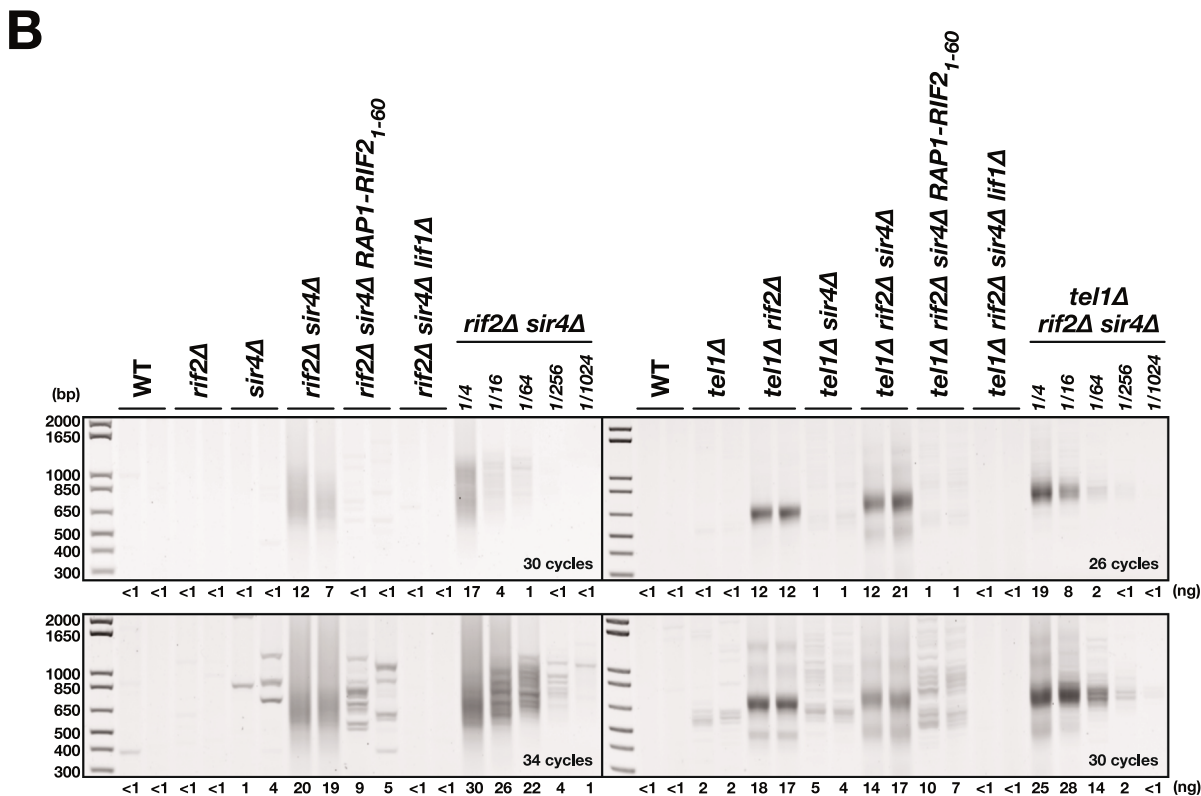 B
WT
rif2Δ
sir4Δ
rif2Δ sir4Δ
rif2Δ sir4Δ RAP1-RIF2 1-60
rif2Δ sir4Δ lif1Δ
rif2Δ sir4Δ
1/4 1/16 1/64 1/256 1/1024
WT
tel1Δ
tel1Δ rif2Δ
tel1Δ sir4Δ
tel1Δ rif2Δ sir4Δ
tel1Δ rif2Δ sir4Δ RAP1-RIF2 1-60
tel1Δ rif2Δ sir4Δ lif1Δ
tel1Δ
rif2Δ sir4Δ
1/4 1/16 1/64 1/256 1/1024
(bp)
2000
1650
1000
850
650
500
400
300
30 cycles
26 cycles
<1 <1 <1 <1 <1 <1 12 7 <1 <1 <1 <1 17 4 1 <1 <1 <1 <1 <1 <1 12 12 1 1 12 21 1 1 <1 <1 19 8 2 <1 <1 (ng)
2000
1650
1000
850
650
500
400
300
34 cycles
30 cycles
<1 <1 <1 <1 1 4 20 19 9 5 <1 <1 30 26 22 4 1 <1 <1 2 2 18 17 5 4 14 17 10 7 <1 <1 25 28 14 2 <1 (ng)